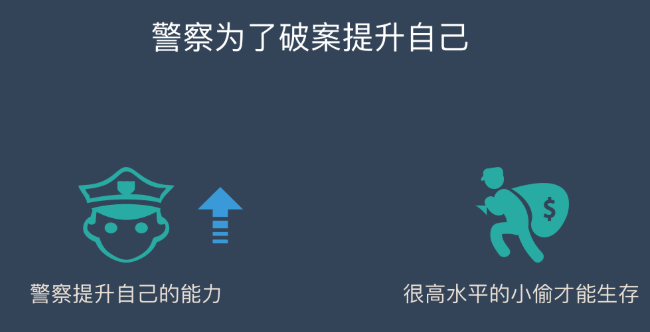 警察为了破案提升自己
$
警察提升自己的能力
很高水平的小偷才能生存